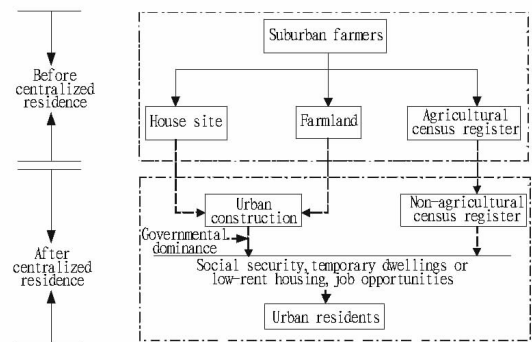 Suburban farmers
Before
centralized
residence
House site
Farmland
Agricultural
census register
Urban
construction
Non-agricultural
census register
Governmental
dominance
After
centralized
residence
Social security, temporary dwellings or
low-rent housing, job opportunities
Urban residents